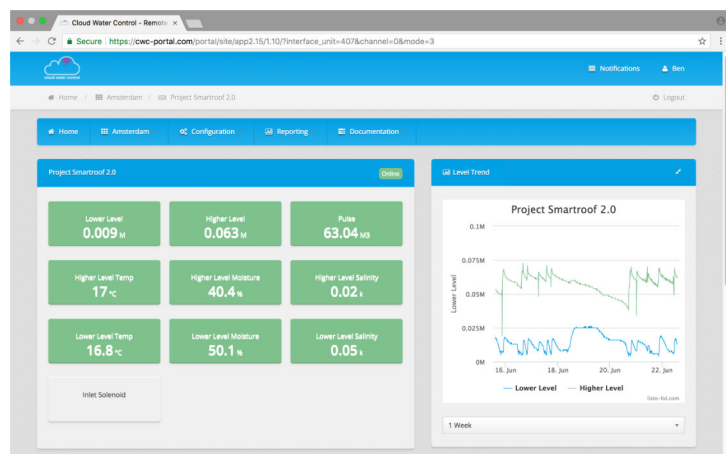 Cloud Water Control - Remote ×
Secure https://cwc-portal.com/portal/site/app2.15/1.10/?interface_unit=407&channel=0&mode=3
cloud water control
Notifications Ben
Home / Amsterdam / Project Smartroof 2.0 Logout
Home Amsterdam Configuration Reporting Documentation
Project Smartroof 2.0 Online
Lower Level
0.009 M
Higher Level
0.063 M
Pulse
63.04 M3
Higher Level Temp
17 °C
Higher Level Moisture
40.4 %
Higher Level Salinity
0.02 k
Lower Level Temp
16.8 °C
Lower Level Moisture
50.1 %
Lower Level Salinity
0.05 k
Inlet Solenoid
Level Trend
Project Smartroof 2.0
Lower Level
0.1M
0.075M
0.05M
0.025M
0M
16. Jun 18. Jun 20. Jun 22. Jun
Lower Level Higher Level
1 Week